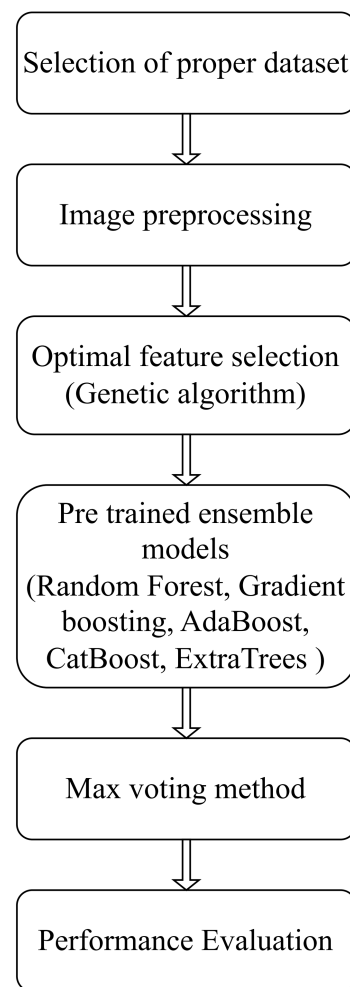 Selection of proper dataset
Image preprocessing
Optimal feature selection
(Genetic algorithm)
Pre trained ensemble
models
(Random Forest, Gradient
boosting, AdaBoost,
CatBoost, ExtraTrees )
Max voting method
Performance Evaluation